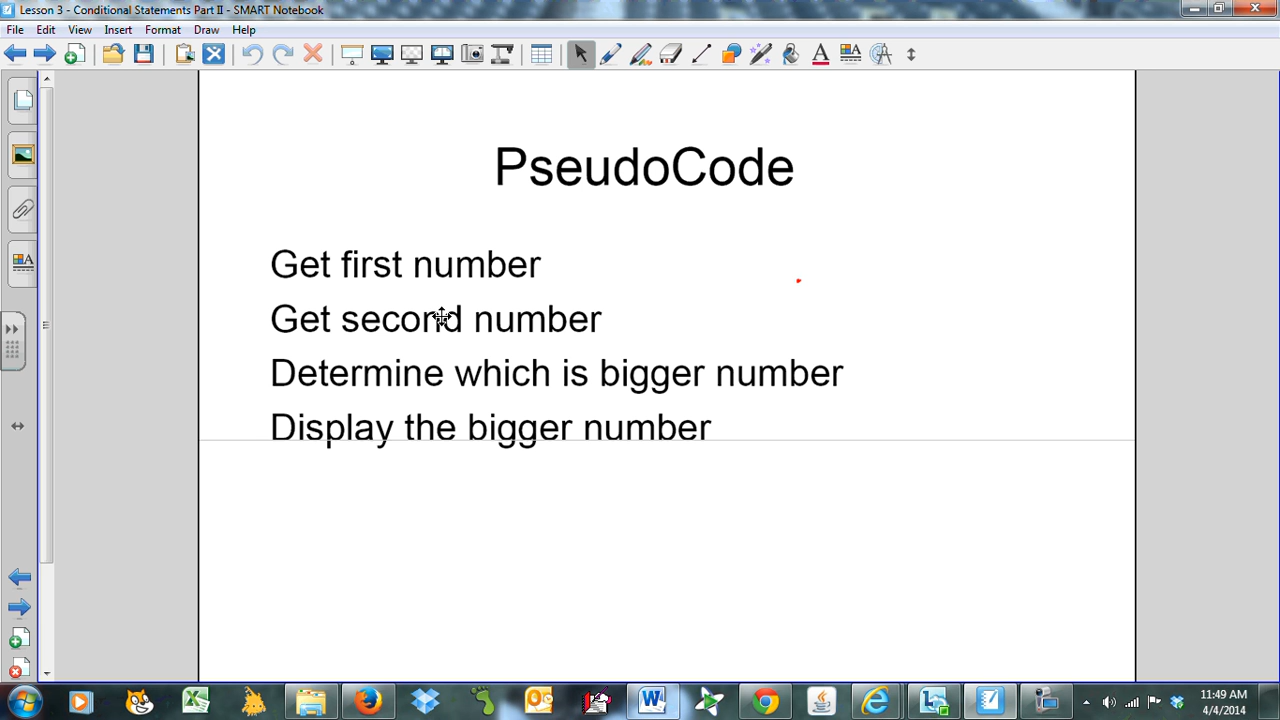 Lesson 3 - Conditional Statements Part II - SMART Notebook
File Edit View Insert Format Draw Help
PseudoCode
Get first number
Get second number
Determine which is bigger number
Display the bigger number
11:49 AM
4/4/2014